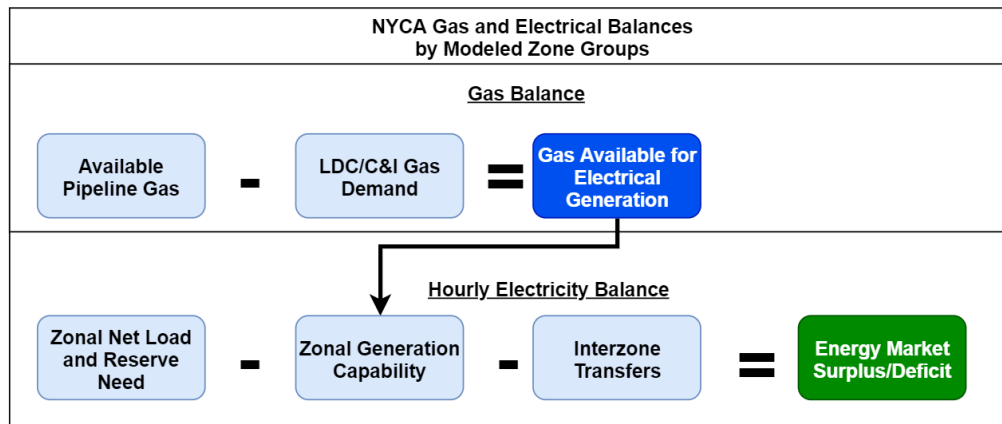 NYCA Gas and Electrical Balances
by Modeled Zone Groups
Gas Balance
Available
Pipeline Gas
-
LDC/C&I Gas
Demand
=
Gas Available for
Electrical
Generation
Hourly Electricity Balance
Zonal Net Load
and Reserve
Need
-
Zonal Generation
Capability
-
Interzone
Transfers
=
Energy Market
Surplus/Deficit